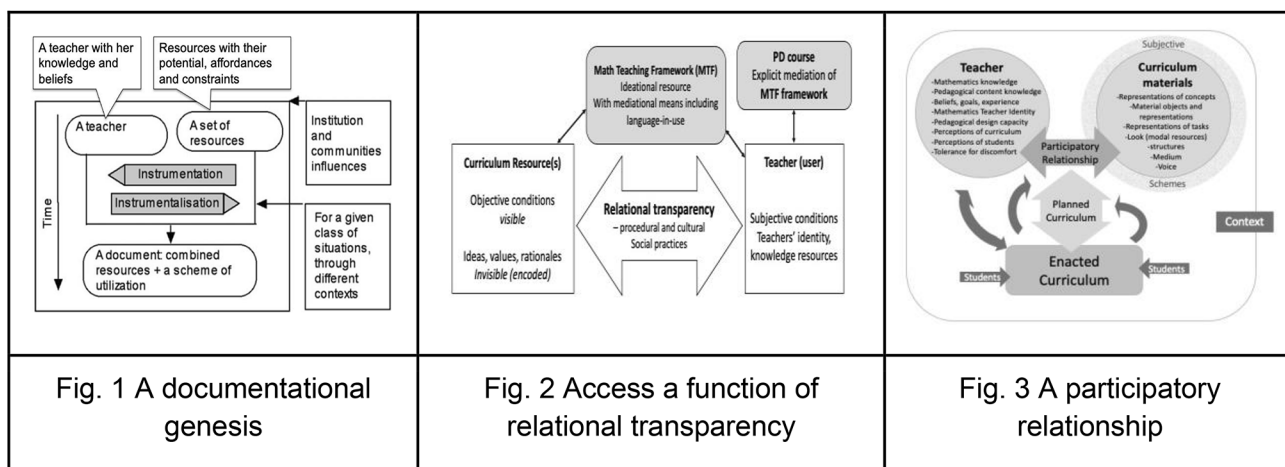 A teacher with her
knowledge and
beliefs
Resources with their
potential, affordances
and constraints
A teacher
A set of
resources
Institution
and
communities
influences
Instrumentation
Instrumentalisation
Time
For a given
class of
situations,
through
different
contexts
A document: combined
resources + a scheme of
utilization
Fig. 1 A documentational
genesis
Math Teaching Framework (MTF)
Ideational resource
With mediational means including
language-in-use
PD course
Explicit mediation of
MTF framework
Curriculum Resource(s)
Objective conditions
visible
Ideas, values, rationales
Invisible (encoded)
Relational transparency
– procedural and cultural
Social practices
Teacher (user)
Subjective conditions
Teachers' identity,
knowledge resources
Fig. 2 Access a function of
relational transparency
Teacher
-Mathematics knowledge
-Pedagogical content knowledge
-Beliefs, goals, experience
-Mathematics Teacher Identity
-Pedagogical design capacity
-Perceptions of curriculum
-Perceptions of students
-Tolerance for discomfort
Subjective
Curriculum
materials
-Representations of concepts
-Material objects and
representations
-Representations of tasks
-Look (modal resources)
-structures
-Medium
-Voice
Schemes
Participatory
Relationship
Planned
Curriculum
Context
Enacted
Curriculum
Students
Students
Fig. 3 A participatory
relationship